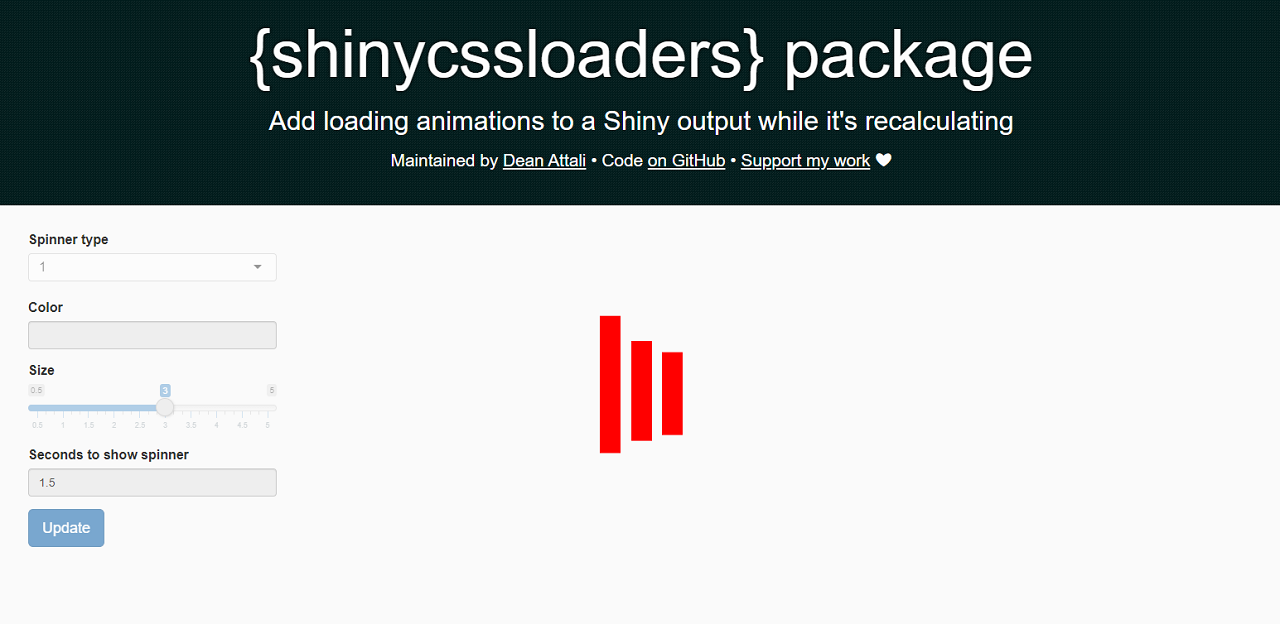 {shinycssloaders} package
Add loading animations to a Shiny output while it's recalculating
Maintained by Dean Attali • Code on GitHub • Support my work
Spinner type
1
Color
Size
0.5 3 5
0.5 1 1.5 2 2.5 3 3.5 4 4.5 5
Seconds to show spinner
1.5
Update